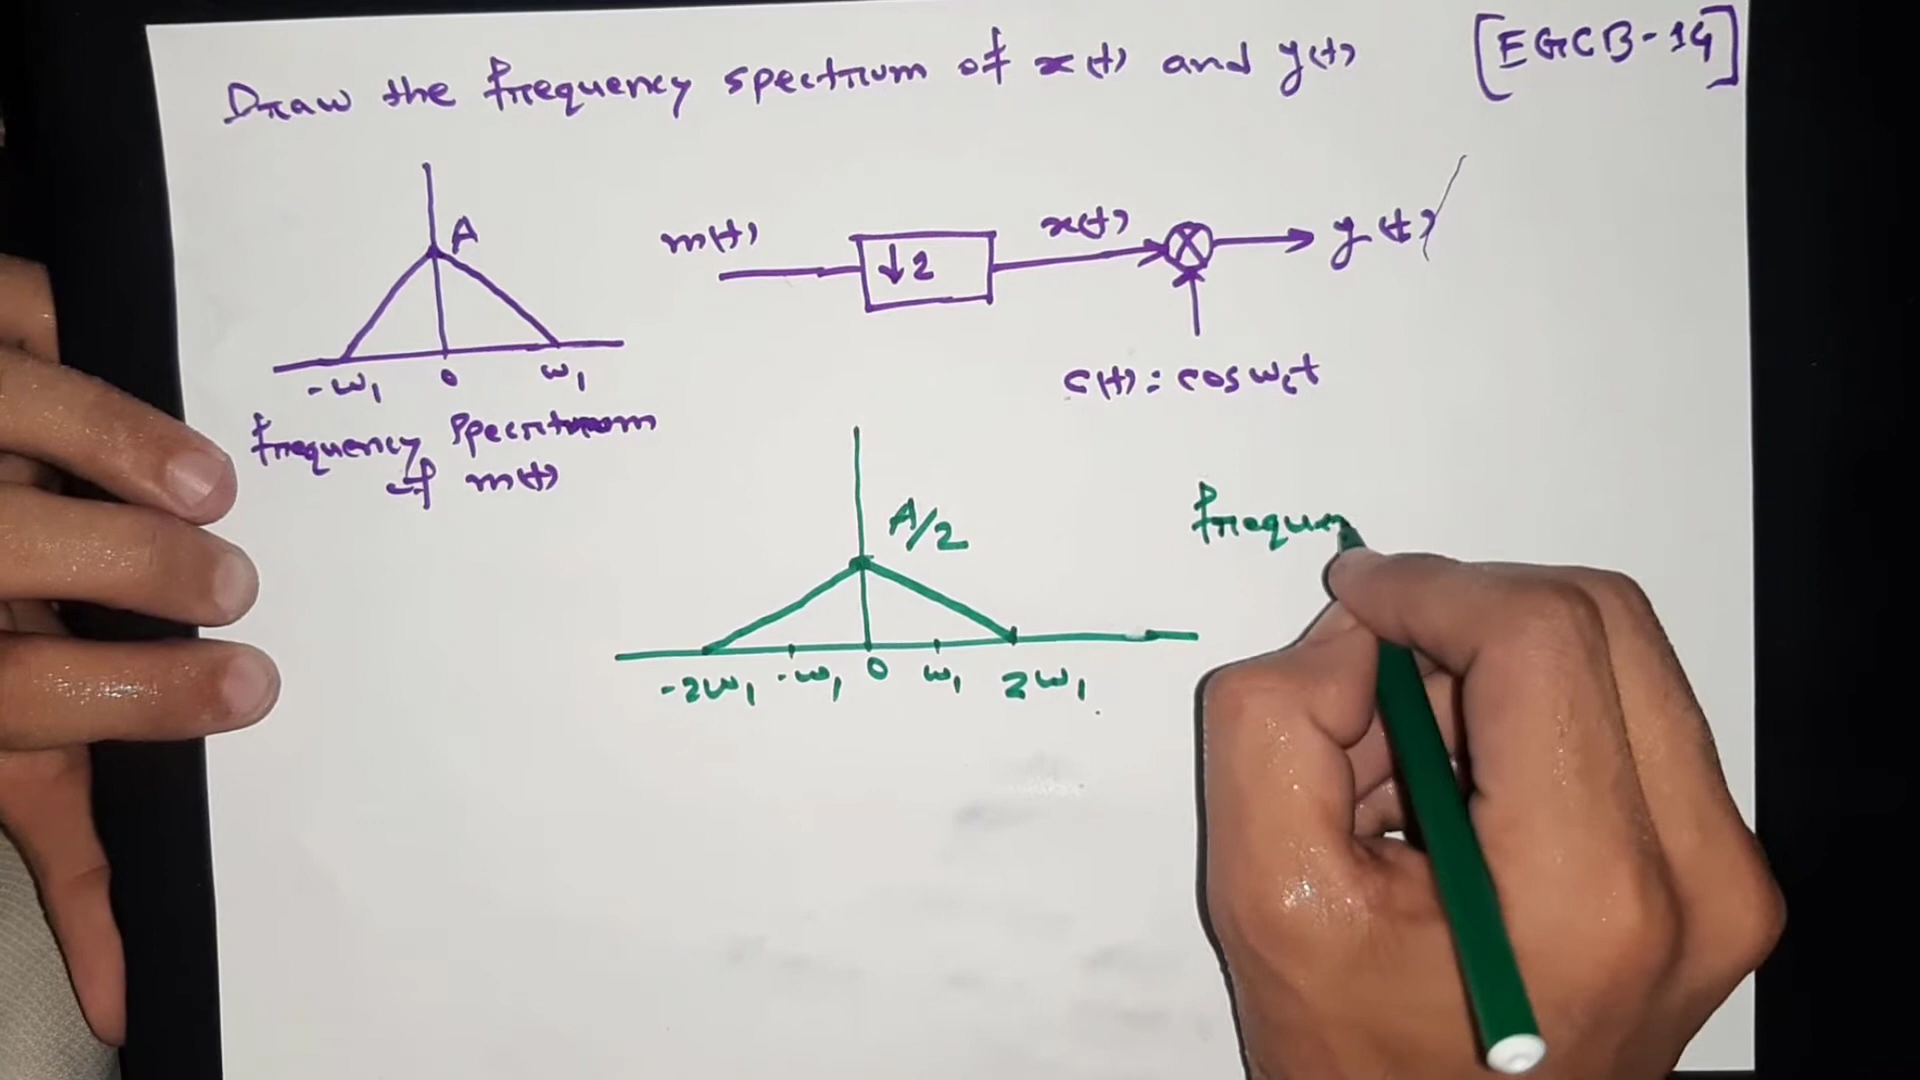 Draw the frequency spectrum of x(t) and y(t) [EGCB-14]
A
m(t) ↓2 x(t) y(t)
-ω₁ 0 ω₁
c(t) = cos ωct
frequency spectrum
of m(t)
A/2
-2ω₁ -ω₁ 0 ω₁ 2ω₁
frequen